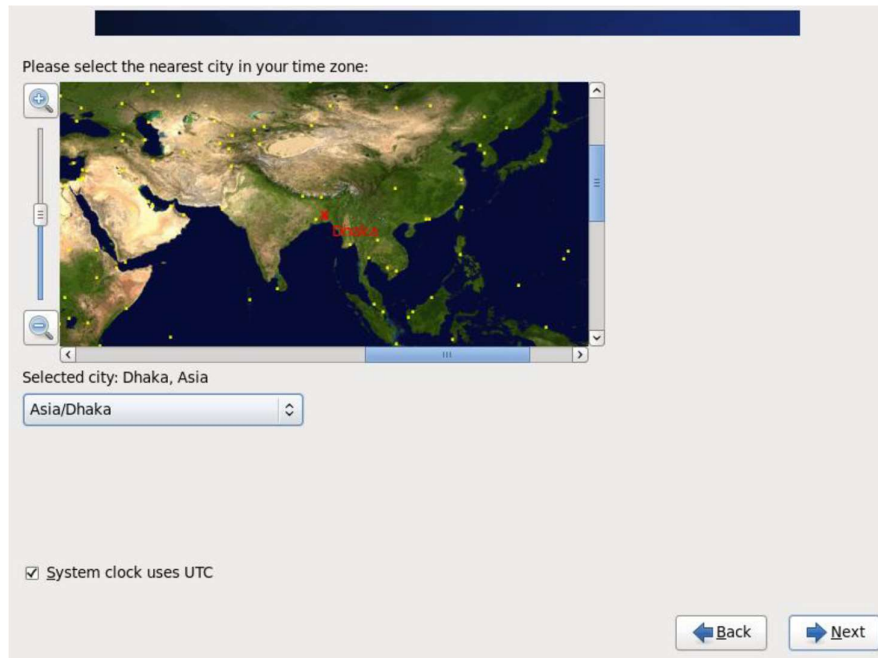 Please select the nearest city in your time zone:
Dhaka
Selected city: Dhaka, Asia
Asia/Dhaka
System clock uses UTC
Back
Next